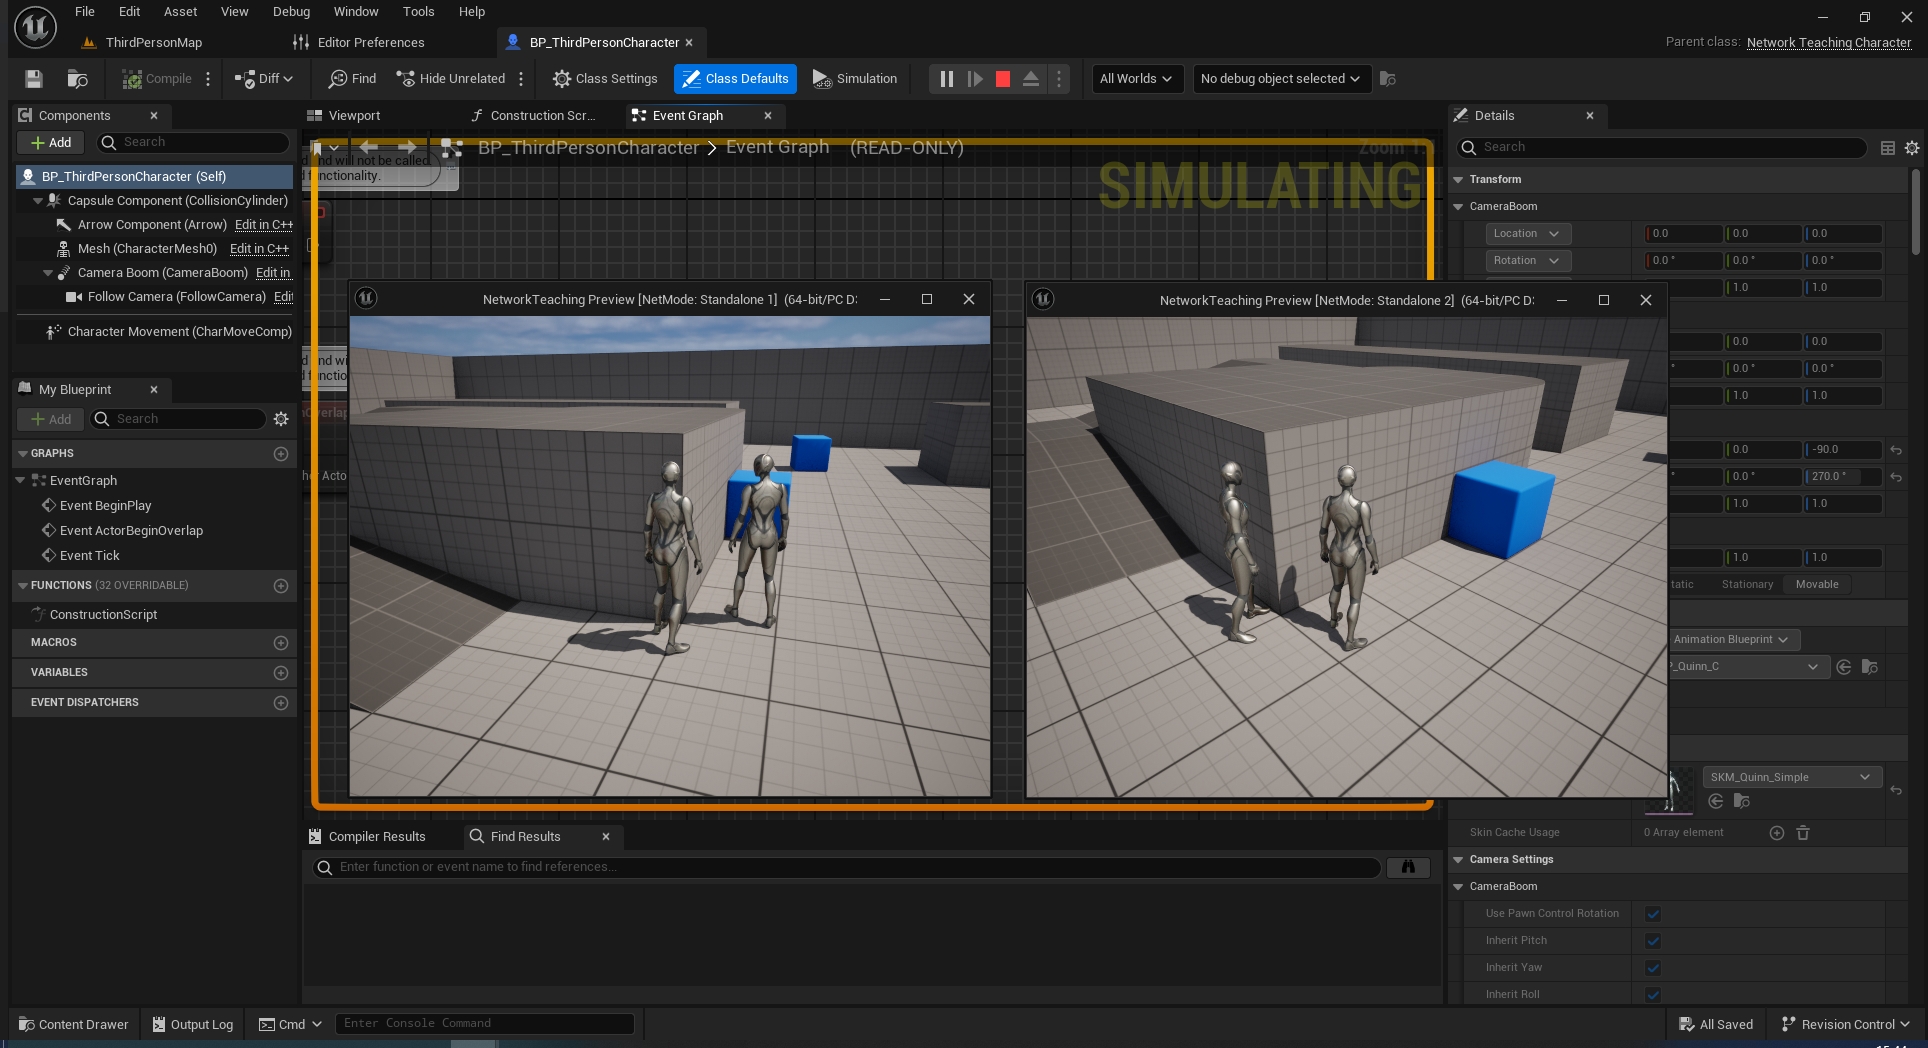 File Edit Asset View Debug Window Tools Help
ThirdPersonMap
Editor Preferences
BP_ThirdPersonCharacter
Parent class: Network Teaching Character
Compile
Diff
Find
Hide Unrelated
Class Settings
Class Defaults
Simulation
All Worlds
No debug object selected
Components
Add
Search
BP_ThirdPersonCharacter (Self)
Capsule Component (CollisionCylinder)
Arrow Component (Arrow) Edit in C++
Mesh (CharacterMesh0) Edit in C++
Camera Boom (CameraBoom) Edit in
Follow Camera (FollowCamera) Edit
Character Movement (CharMoveComp)
My Blueprint
Add
Search
GRAPHS
EventGraph
Event BeginPlay
Event ActorBeginOverlap
Event Tick
FUNCTIONS (32 OVERRIDABLE)
ConstructionScript
MACROS
VARIABLES
EVENT DISPATCHERS
Viewport
Construction Scr...
Event Graph
BP_ThirdPersonCharacter > Event Graph (READ-ONLY)
and will not be called
functionality.
SIMULATING
NetworkTeaching Preview [NetMode: Standalone 1] (64-bit/PC D:
NetworkTeaching Preview [NetMode: Standalone 2] (64-bit/PC D:
Compiler Results
Find Results
Enter function or event name to find references...
Details
Search
Transform
CameraBoom
Location 0.0 0.0 0.0
Rotation 0.0 ° 0.0 ° 0.0 °
1.0 1.0
0.0 0.0
0.0 ° 0.0 °
1.0 1.0
0.0 -90.0
0.0 ° 270.0 °
1.0 1.0
1.0 1.0
Stationary Movable
Animation Blueprint
SKM_Quinn_Simple
Skin Cache Usage 0 Array element
Camera Settings
CameraBoom
Use Pawn Control Rotation
Inherit Pitch
Inherit Yaw
Inherit Roll
Content Drawer
Output Log
Cmd
Enter Console Command
All Saved
Revision Control